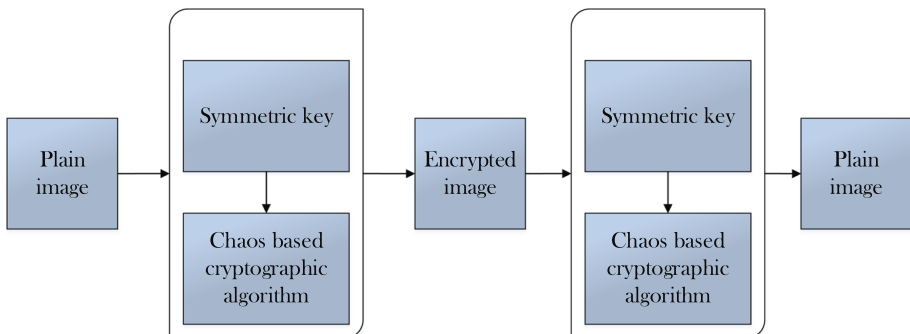 Plain
image
Symmetric key
Chaos based
cryptographic
algorithm
Encrypted
image
Symmetric key
Chaos based
cryptographic
algorithm
Plain
image